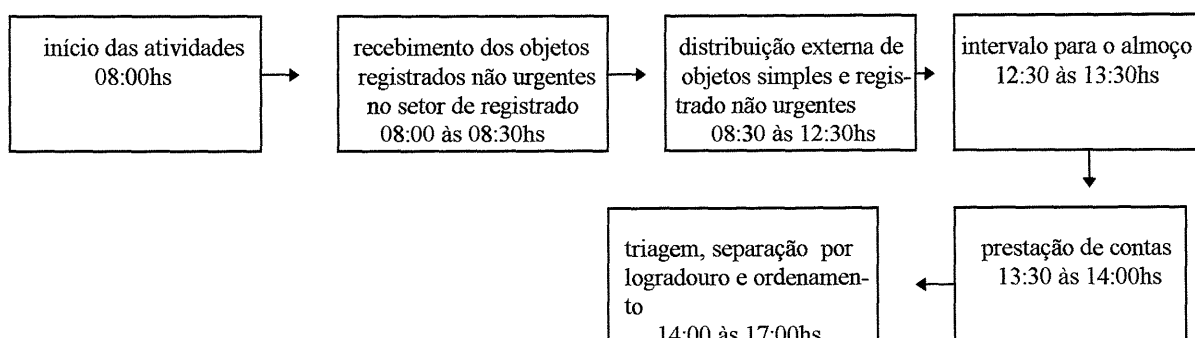 início das atividades
08:00hs
recebimento dos objetos
registrados não urgentes
no setor de registrado
08:00 às 08:30hs
distribuição externa de
objetos simples e regis-
trado não urgentes
08:30 às 12:30hs
intervalo para o almoço
12:30 às 13:30hs
prestação de contas
13:30 às 14:00hs
triagem, separação por
logradouro e ordenamen-
to
14:00 às 17:00hs